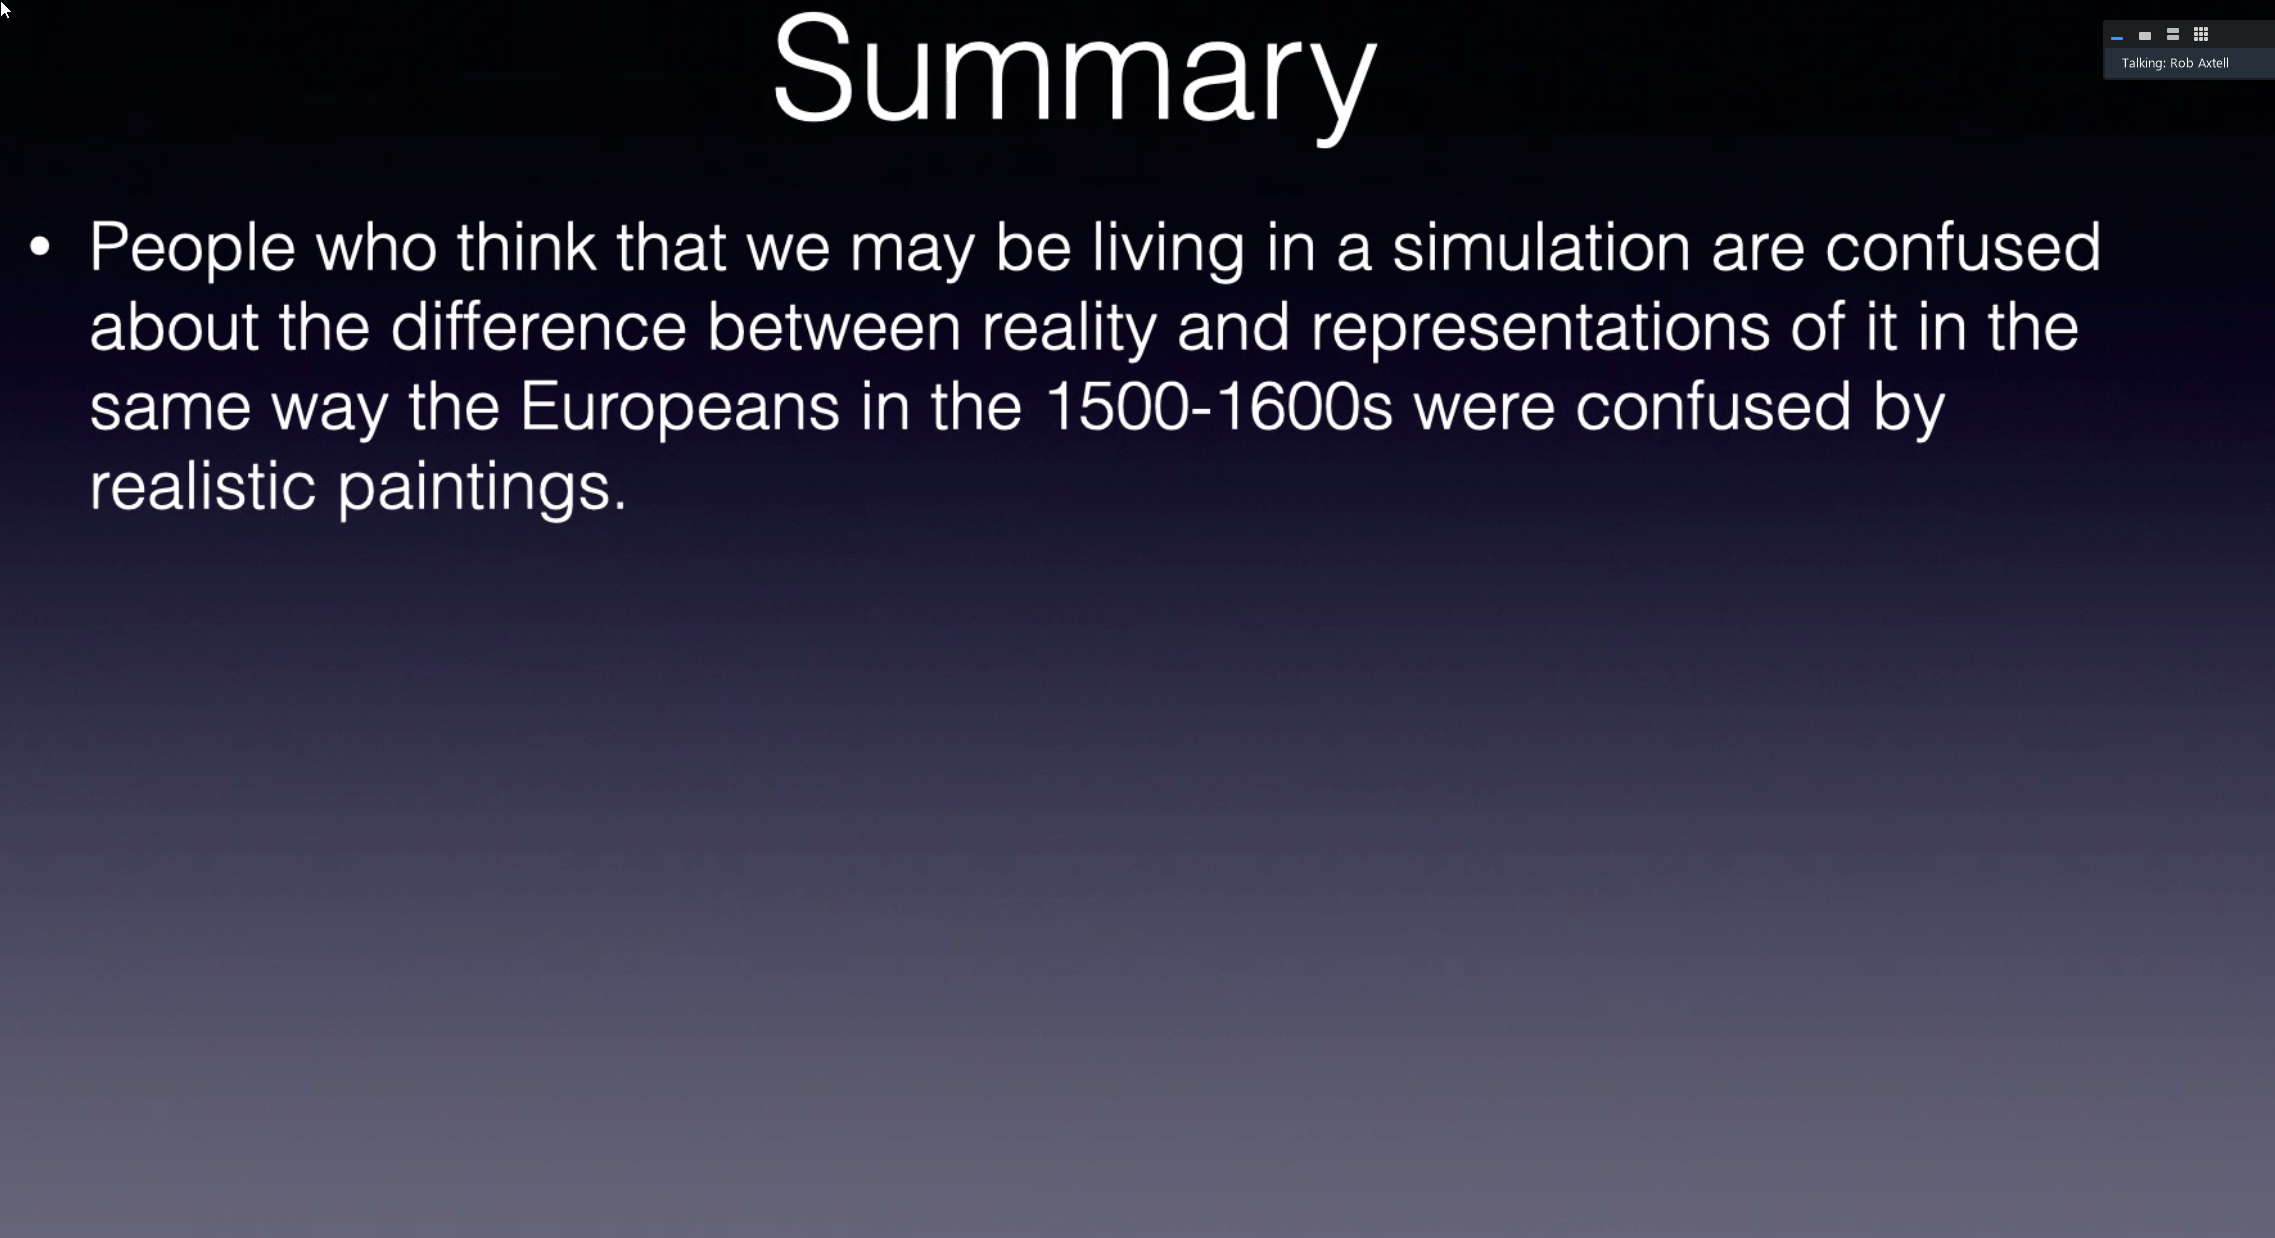 Summary
Talking: Rob Axtell
• People who think that we may be living in a simulation are confused
about the difference between reality and representations of it in the
same way the Europeans in the 1500-1600s were confused by
realistic paintings.